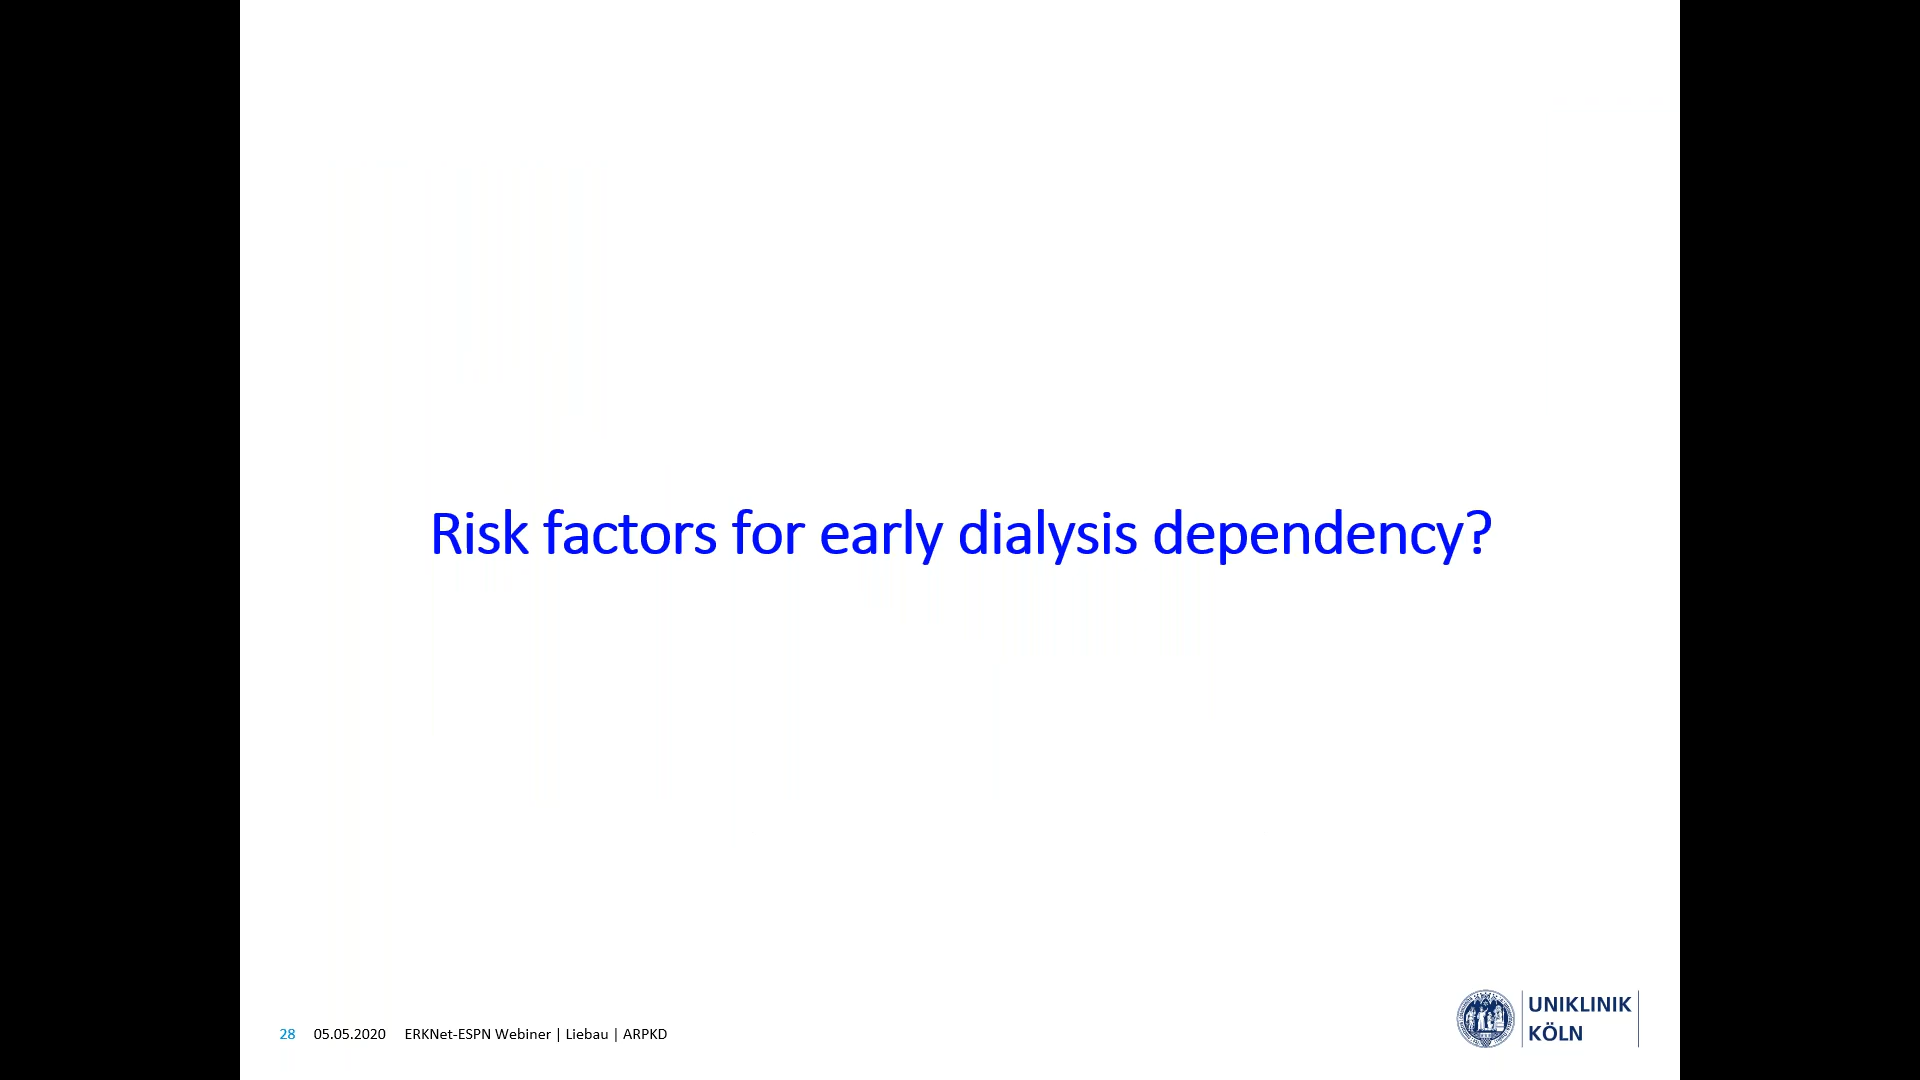 Risk factors for early dialysis dependency?
28 05.05.2020 ERKNet-ESPN Webiner | Liebau | ARPKD
UNIKLINIK
KÖLN